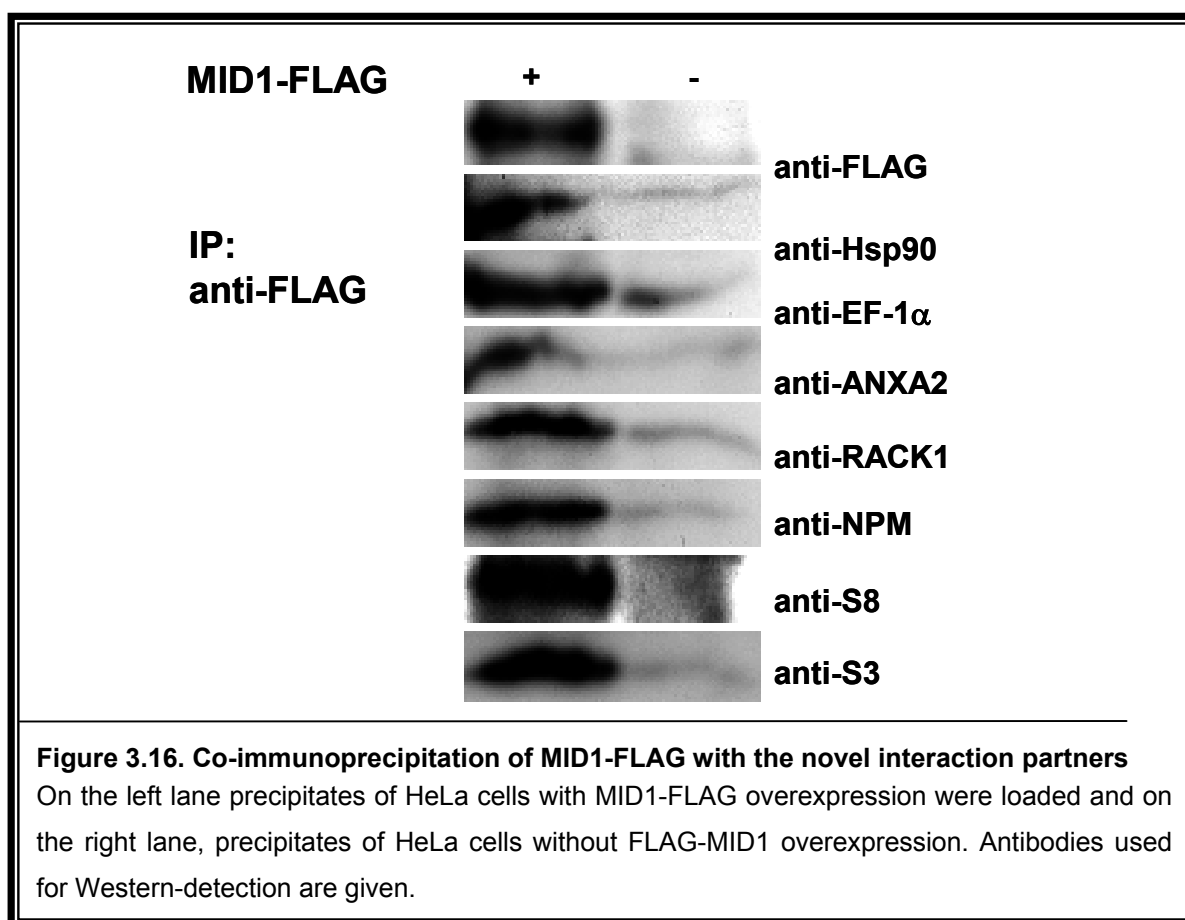 MID1-FLAG + -
anti-FLAG
IP:
anti-FLAG
anti-Hsp90
anti-EF-1α
anti-ANXA2
anti-RACK1
anti-NPM
anti-S8
anti-S3
Figure 3.16. Co-immunoprecipitation of MID1-FLAG with the novel interaction partners
On the left lane precipitates of HeLa cells with MID1-FLAG overexpression were loaded and on
the right lane, precipitates of HeLa cells without FLAG-MID1 overexpression. Antibodies used
for Western-detection are given.